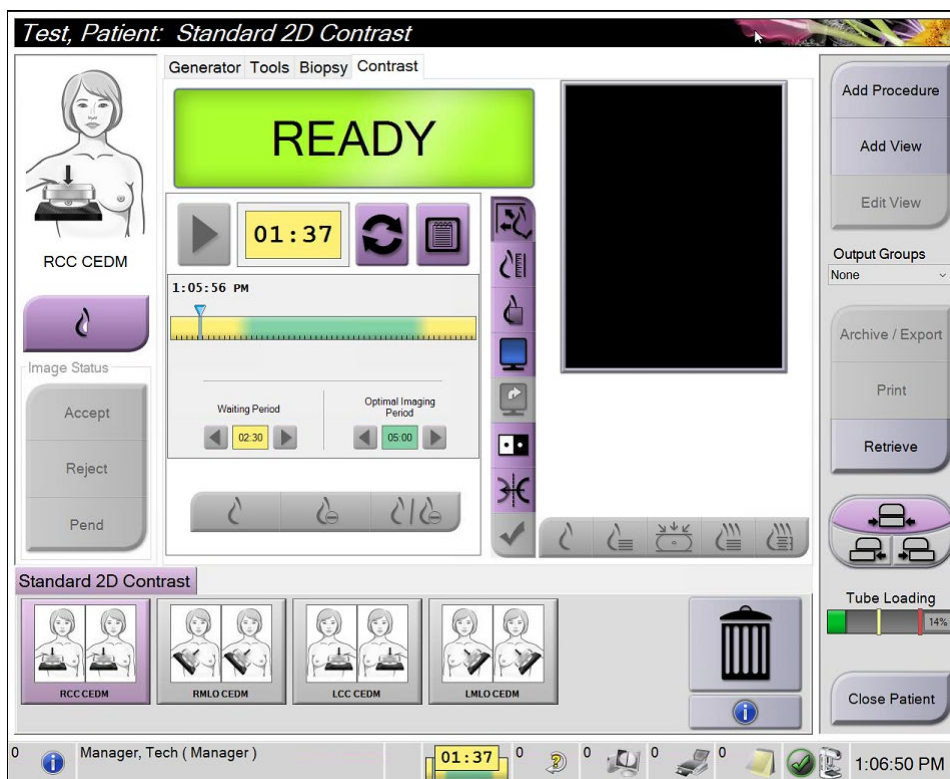 Test, Patient:  Standard 2D Contrast
Generator Tools Biopsy Contrast
READY
01:37
1:05:56 PM
Waiting Period
Optimal Imaging
Period
02:30
05:00
RCC CEDM
Image Status
Accept
Reject
Pend
Add Procedure
Add View
Edit View
Output Groups
None
Archive / Export
Print
Retrieve
Tube Loading
14%
Close Patient
Standard 2D Contrast
RCC CEDM
RMLO CEDM
LCC CEDM
LMLO CEDM
0 Manager, Tech ( Manager ) 01:37 0 0 0 0 1:06:50 PM